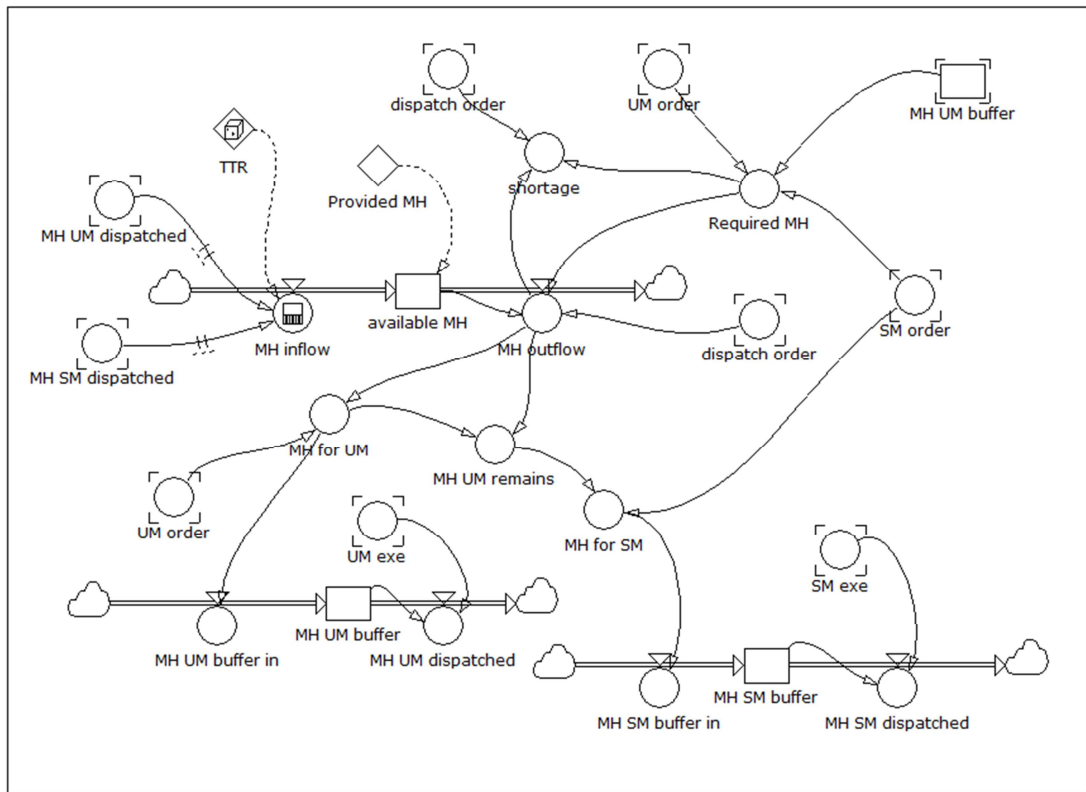 dispatch order
UM order
MH UM buffer
TTR
Provided MH
shortage
MH UM dispatched
Required MH
available MH
MH inflow
MH outflow
dispatch order
SM order
MH SM dispatched
MH for UM
MH UM remains
UM order
UM exe
MH for SM
SM exe
MH UM buffer in
MH UM buffer
MH UM dispatched
MH SM buffer in
MH SM buffer
MH SM dispatched